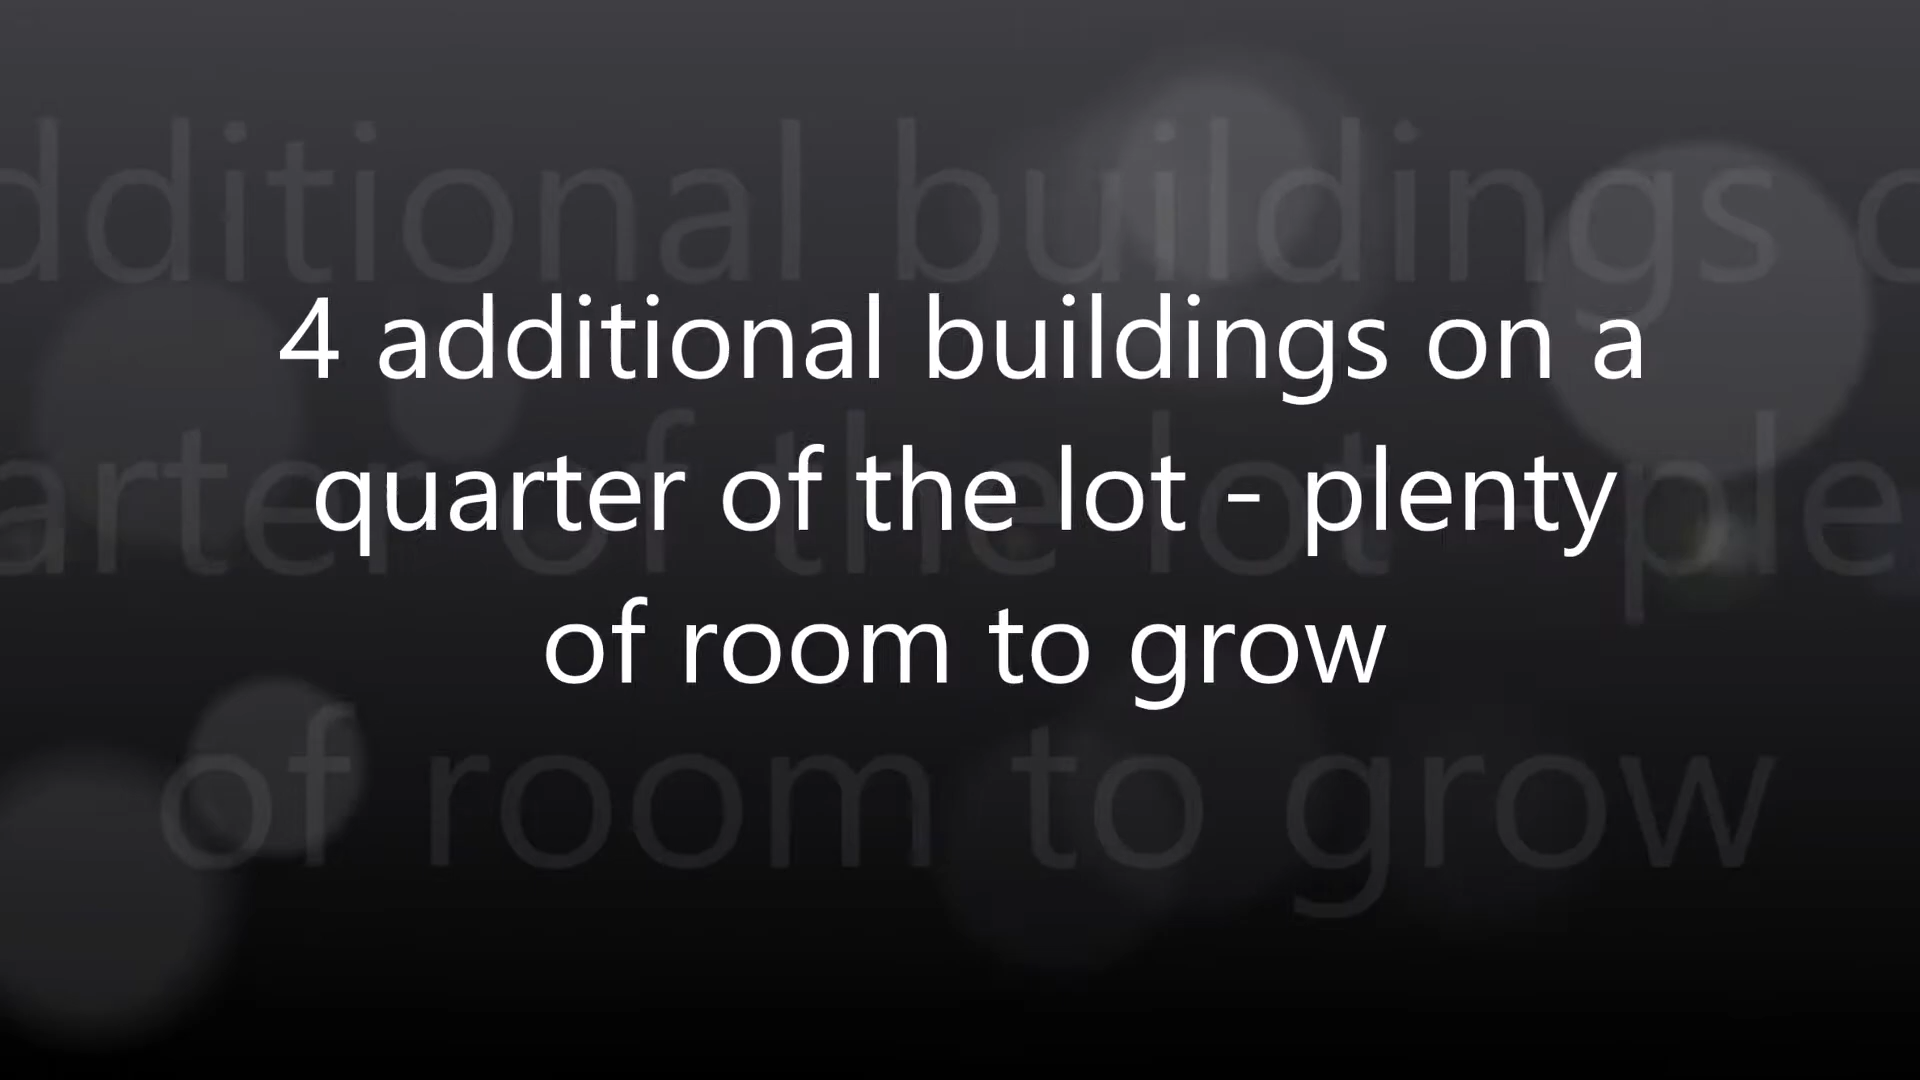 4 additional buildings on a
quarter of the lot - plenty
of room to grow